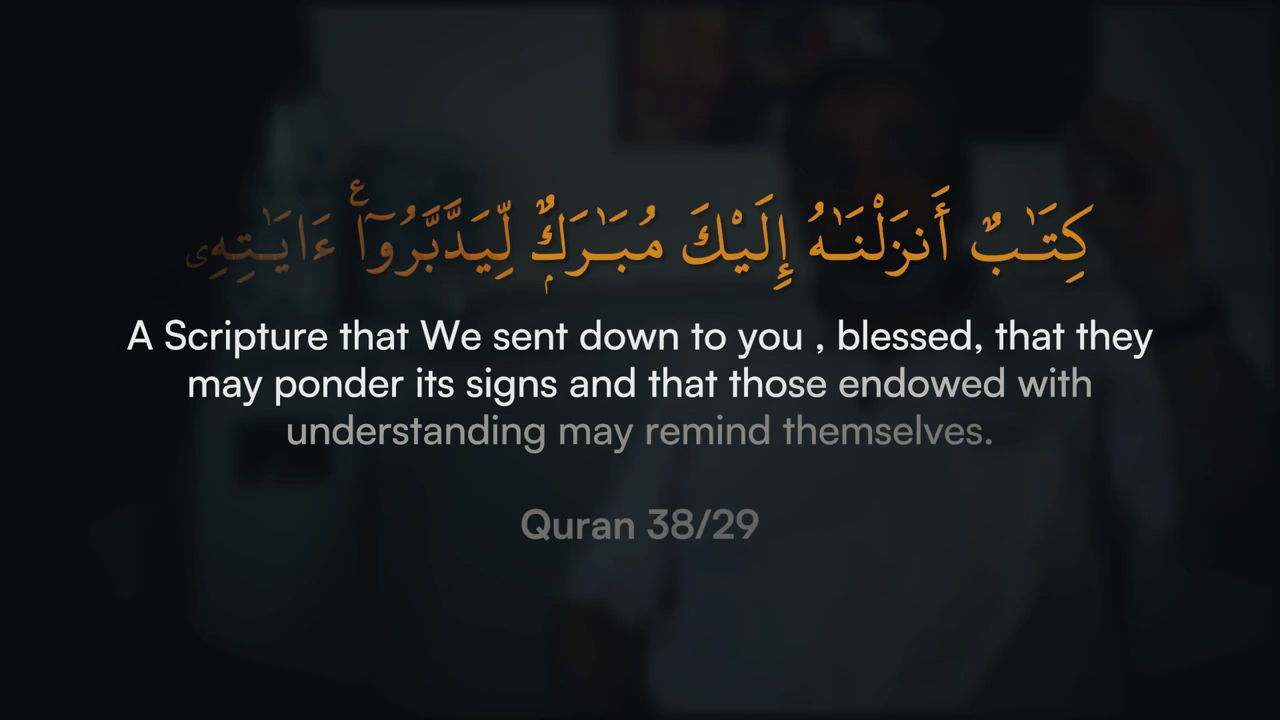 كِتَـٰبٌ أَنزَلْنَـٰهُ إِلَيْكَ مُبَـٰرَكٌۭ لِّيَدَّبَّرُوٓا۟ ءَايَـٰتِهِۦ
A Scripture that We sent down to you , blessed, that they
may ponder its signs and that those endowed with
understanding may remind themselves.
Quran 38/29